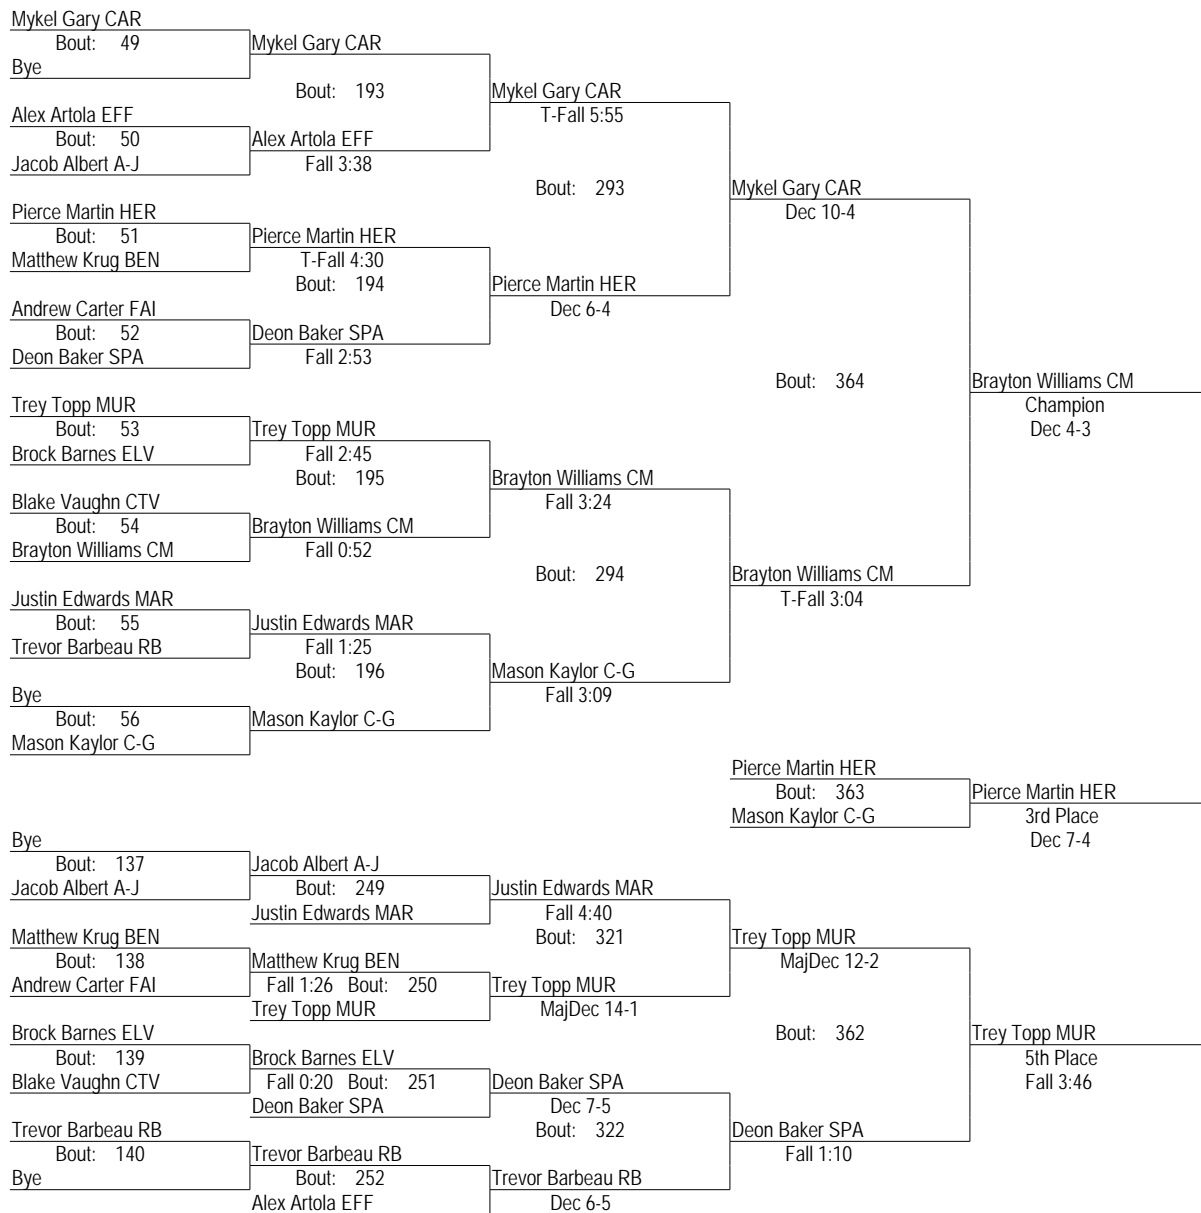 Mykel Gary CAR
Bout: 49
Mykel Gary CAR
Bye
Bout: 193
Mykel Gary CAR
Alex Artola EFF
T-Fall 5:55
Bout: 50
Alex Artola EFF
Jacob Albert A-J
Fall 3:38
Bout: 293
Mykel Gary CAR
Pierce Martin HER
Dec 10-4
Bout: 51
Pierce Martin HER
Matthew Krug BEN
T-Fall 4:30
Bout: 194
Pierce Martin HER
Andrew Carter FAI
Dec 6-4
Bout: 52
Deon Baker SPA
Deon Baker SPA
Fall 2:53
Bout: 364
Brayton Williams CM
Trey Topp MUR
Champion
Bout: 53
Trey Topp MUR
Dec 4-3
Brock Barnes ELV
Fall 2:45
Bout: 195
Brayton Williams CM
Blake Vaughn CTV
Fall 3:24
Bout: 54
Brayton Williams CM
Brayton Williams CM
Fall 0:52
Bout: 294
Brayton Williams CM
Justin Edwards MAR
T-Fall 3:04
Bout: 55
Justin Edwards MAR
Trevor Barbeau RB
Fall 1:25
Bout: 196
Mason Kaylor C-G
Bye
Fall 3:09
Bout: 56
Mason Kaylor C-G
Mason Kaylor C-G
Pierce Martin HER
Bout: 363
Pierce Martin HER
Mason Kaylor C-G
3rd Place
Dec 7-4
Bye
Bout: 137
Jacob Albert A-J
Jacob Albert A-J
Bout: 249
Justin Edwards MAR
Justin Edwards MAR
Fall 4:40
Matthew Krug BEN
Bout: 321
Trey Topp MUR
Bout: 138
Matthew Krug BEN
MajDec 12-2
Andrew Carter FAI
Fall 1:26 Bout: 250
Trey Topp MUR
Trey Topp MUR
MajDec 14-1
Brock Barnes ELV
Bout: 362
Trey Topp MUR
Bout: 139
Brock Barnes ELV
5th Place
Blake Vaughn CTV
Fall 0:20 Bout: 251
Deon Baker SPA
Fall 3:46
Deon Baker SPA
Dec 7-5
Trevor Barbeau RB
Bout: 322
Deon Baker SPA
Bout: 140
Trevor Barbeau RB
Fall 1:10
Bye
Bout: 252
Trevor Barbeau RB
Alex Artola EFF
Dec 6-5